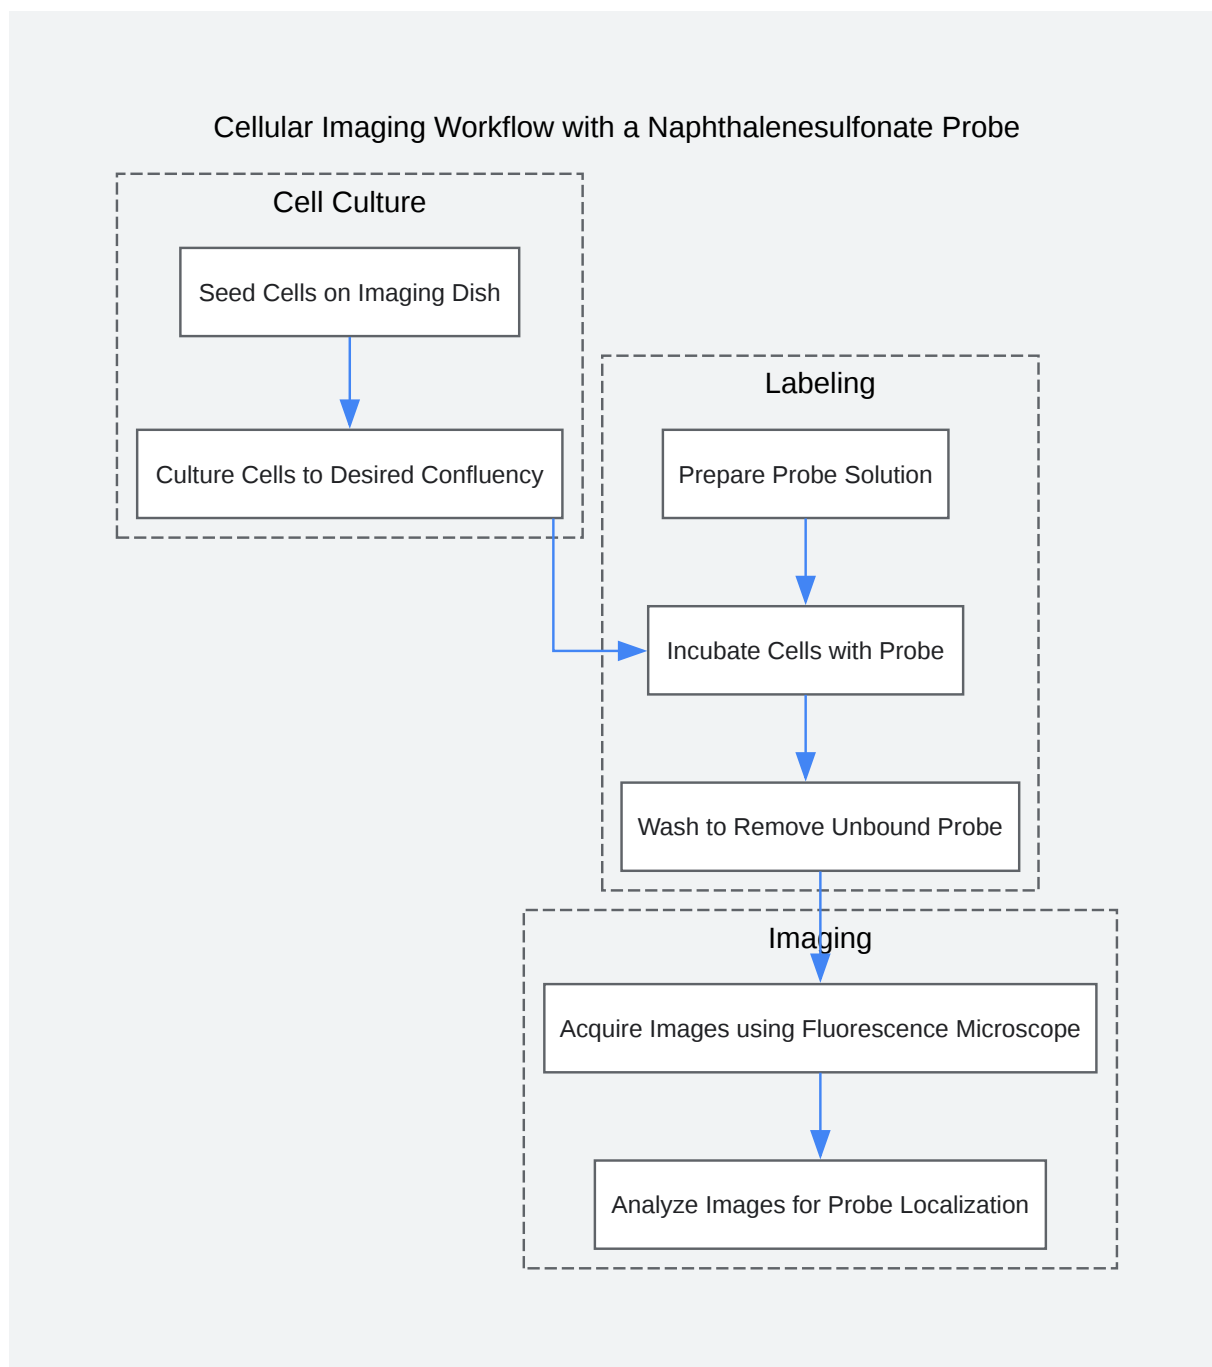 Cellular Imaging Workflow with a Naphthalenesulfonate Probe
Cell Culture
Seed Cells on Imaging Dish
Culture Cells to Desired Confluency
Labeling
Prepare Probe Solution
Incubate Cells with Probe
Wash to Remove Unbound Probe
Imaging
Acquire Images using Fluorescence Microscope
Analyze Images for Probe Localization